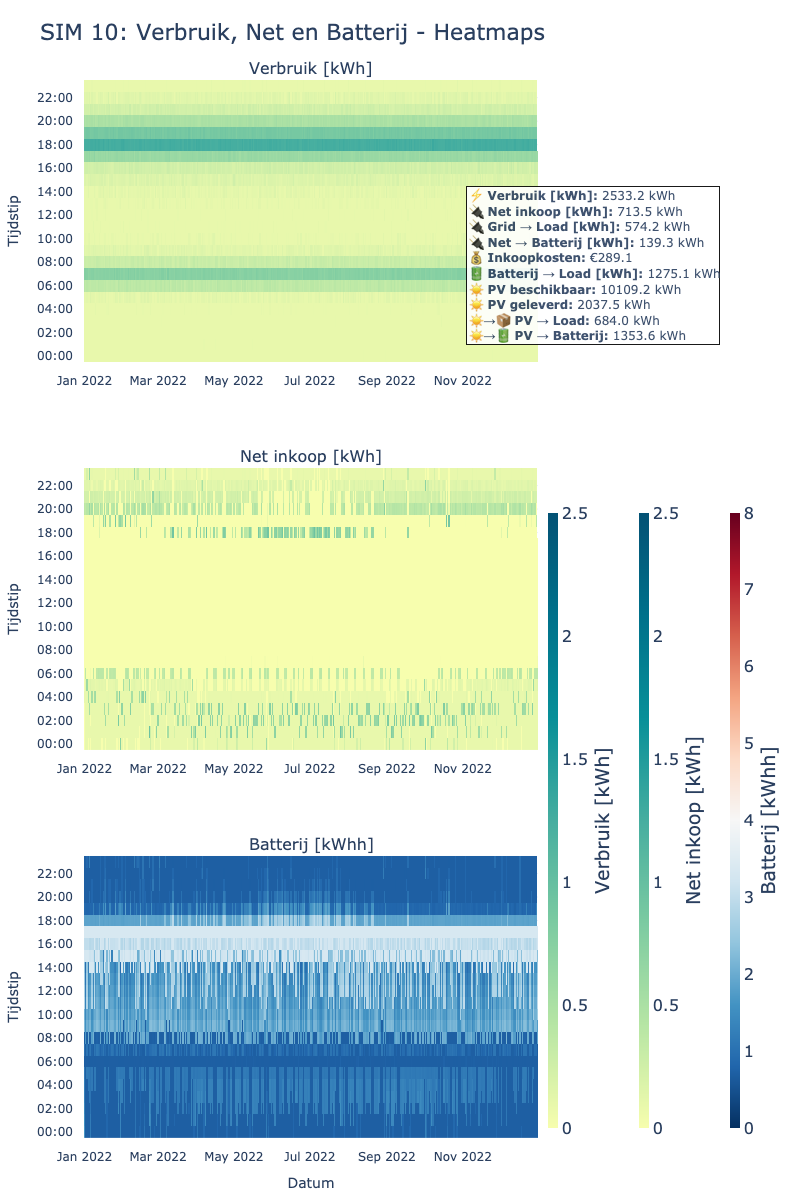 SIM 10: Verbruik, Net en Batterij - Heatmaps
Verbruik [kWh]
22:00
20:00
18:00
16:00
14:00
12:00
10:00
08:00
06:00
04:00
02:00
00:00
Tijdstip
Jan 2022 Mar 2022 May 2022 Jul 2022 Sep 2022 Nov 2022
⚡ Verbruik [kWh]: 2533.2 kWh
🔌 Net inkoop [kWh]: 713.5 kWh
🔌 Grid → Load [kWh]: 574.2 kWh
🔌 Net → Batterij [kWh]: 139.3 kWh
💰 Inkoopkosten: €289.1
🔋 Batterij → Load [kWh]: 1275.1 kWh
☀️ PV beschikbaar: 10109.2 kWh
☀️ PV geleverd: 2037.5 kWh
☀️→📦 PV → Load: 684.0 kWh
☀️→🔋 PV → Batterij: 1353.6 kWh
Net inkoop [kWh]
22:00
20:00
18:00
16:00
14:00
12:00
10:00
08:00
06:00
04:00
02:00
00:00
Tijdstip
Jan 2022 Mar 2022 May 2022 Jul 2022 Sep 2022 Nov 2022
2.5
2
1.5
1
0.5
0
Verbruik [kWh]
2.5
2
1.5
1
0.5
0
Net inkoop [kWh]
8
7
6
5
4
3
2
1
0
Batterij [kWhh]
Batterij [kWhh]
22:00
20:00
18:00
16:00
14:00
12:00
10:00
08:00
06:00
04:00
02:00
00:00
Tijdstip
Jan 2022 Mar 2022 May 2022 Jul 2022 Sep 2022 Nov 2022
Datum